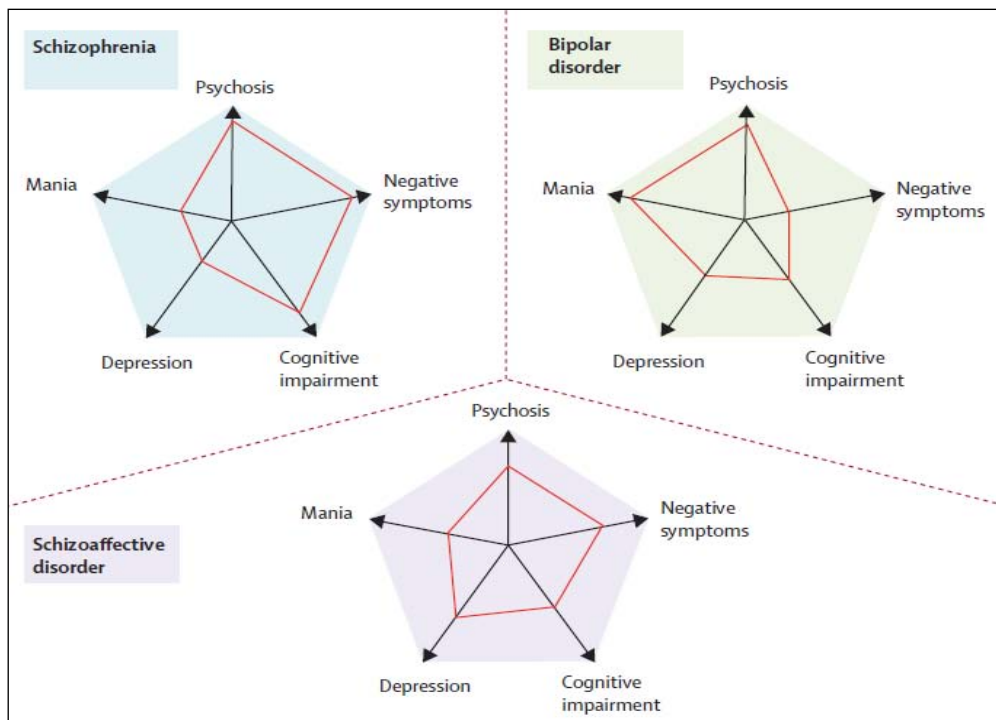 Schizophrenia
Psychosis
Mania
Negative
symptoms
Depression
Cognitive
impairment
Bipolar
disorder
Psychosis
Mania
Negative
symptoms
Depression
Cognitive
impairment
Schizoaffective
disorder
Psychosis
Mania
Negative
symptoms
Depression
Cognitive
impairment